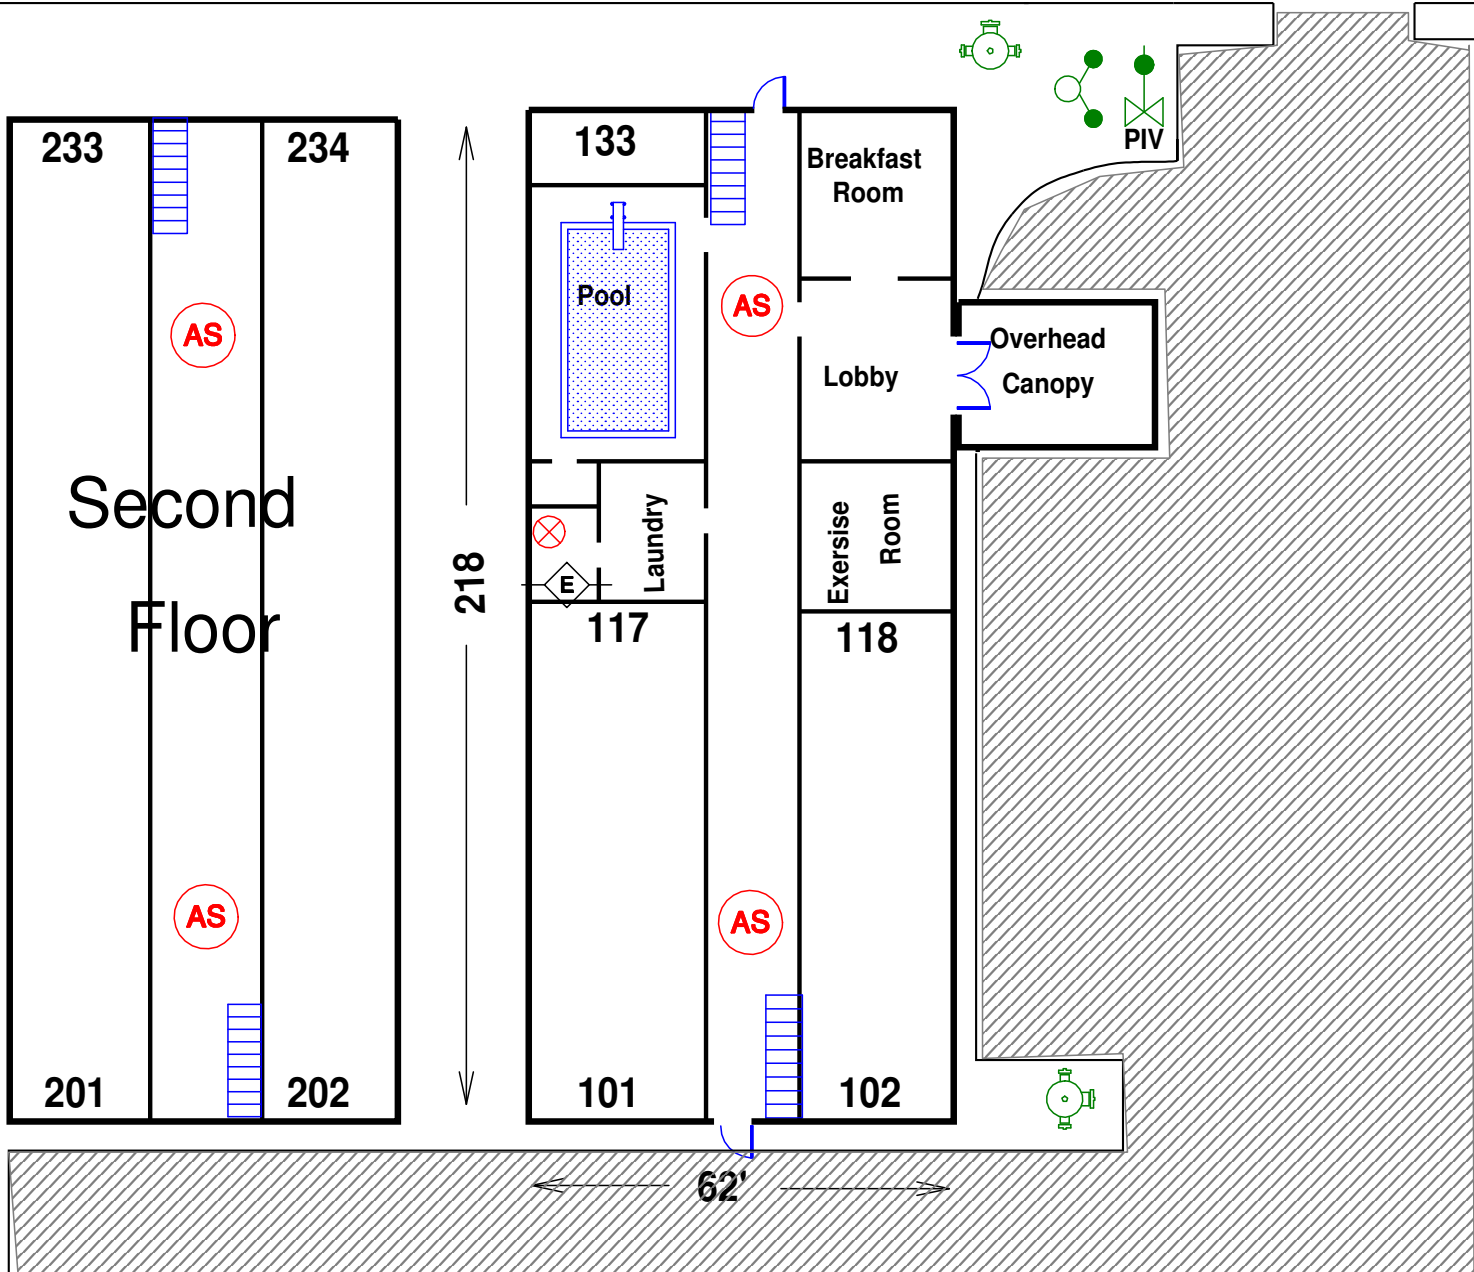 233
234
AS
Second
Floor
AS
201
202
218
133
Breakfast
Room
Pool
AS
Lobby
Overhead
Canopy
Laundry
Exersise
Room
E
117
118
AS
101
102
62'
PIV